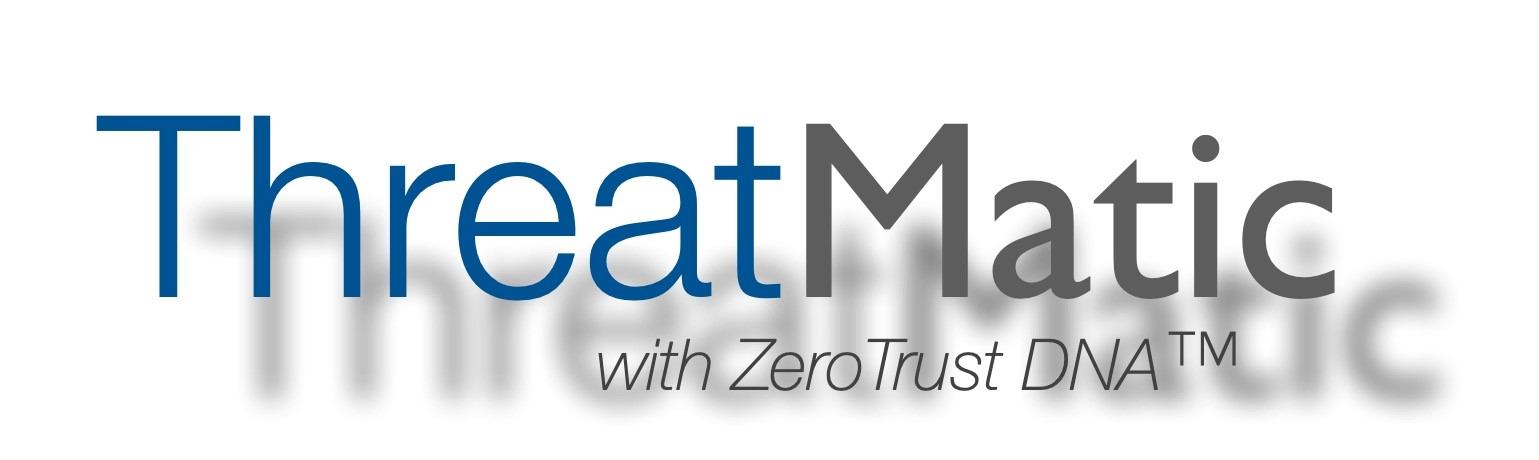 ThreatMatic
with ZeroTrust DNA™